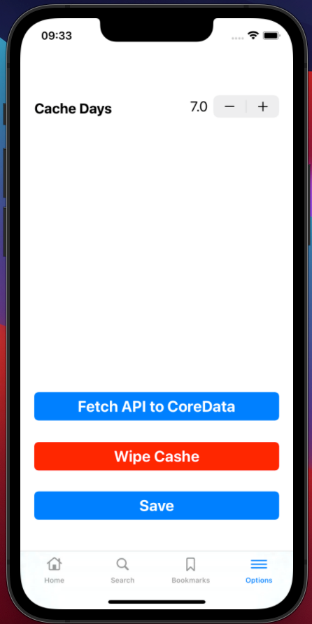 09:33
Cache Days 7.0 − +
Fetch API to CoreData
Wipe Cashe
Save
Home Search Bookmarks Options